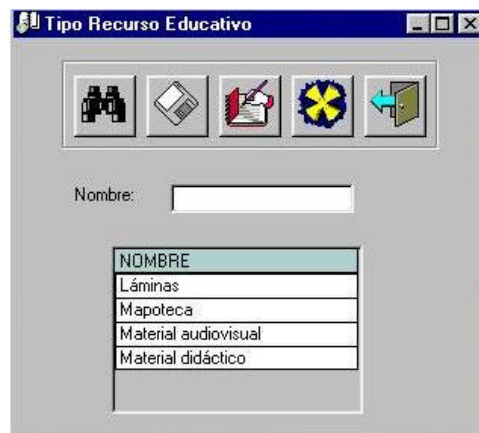 Tipo Recurso Educativo
Nombre:
NOMBRE
Láminas
Mapoteca
Material audiovisual
Material didáctico